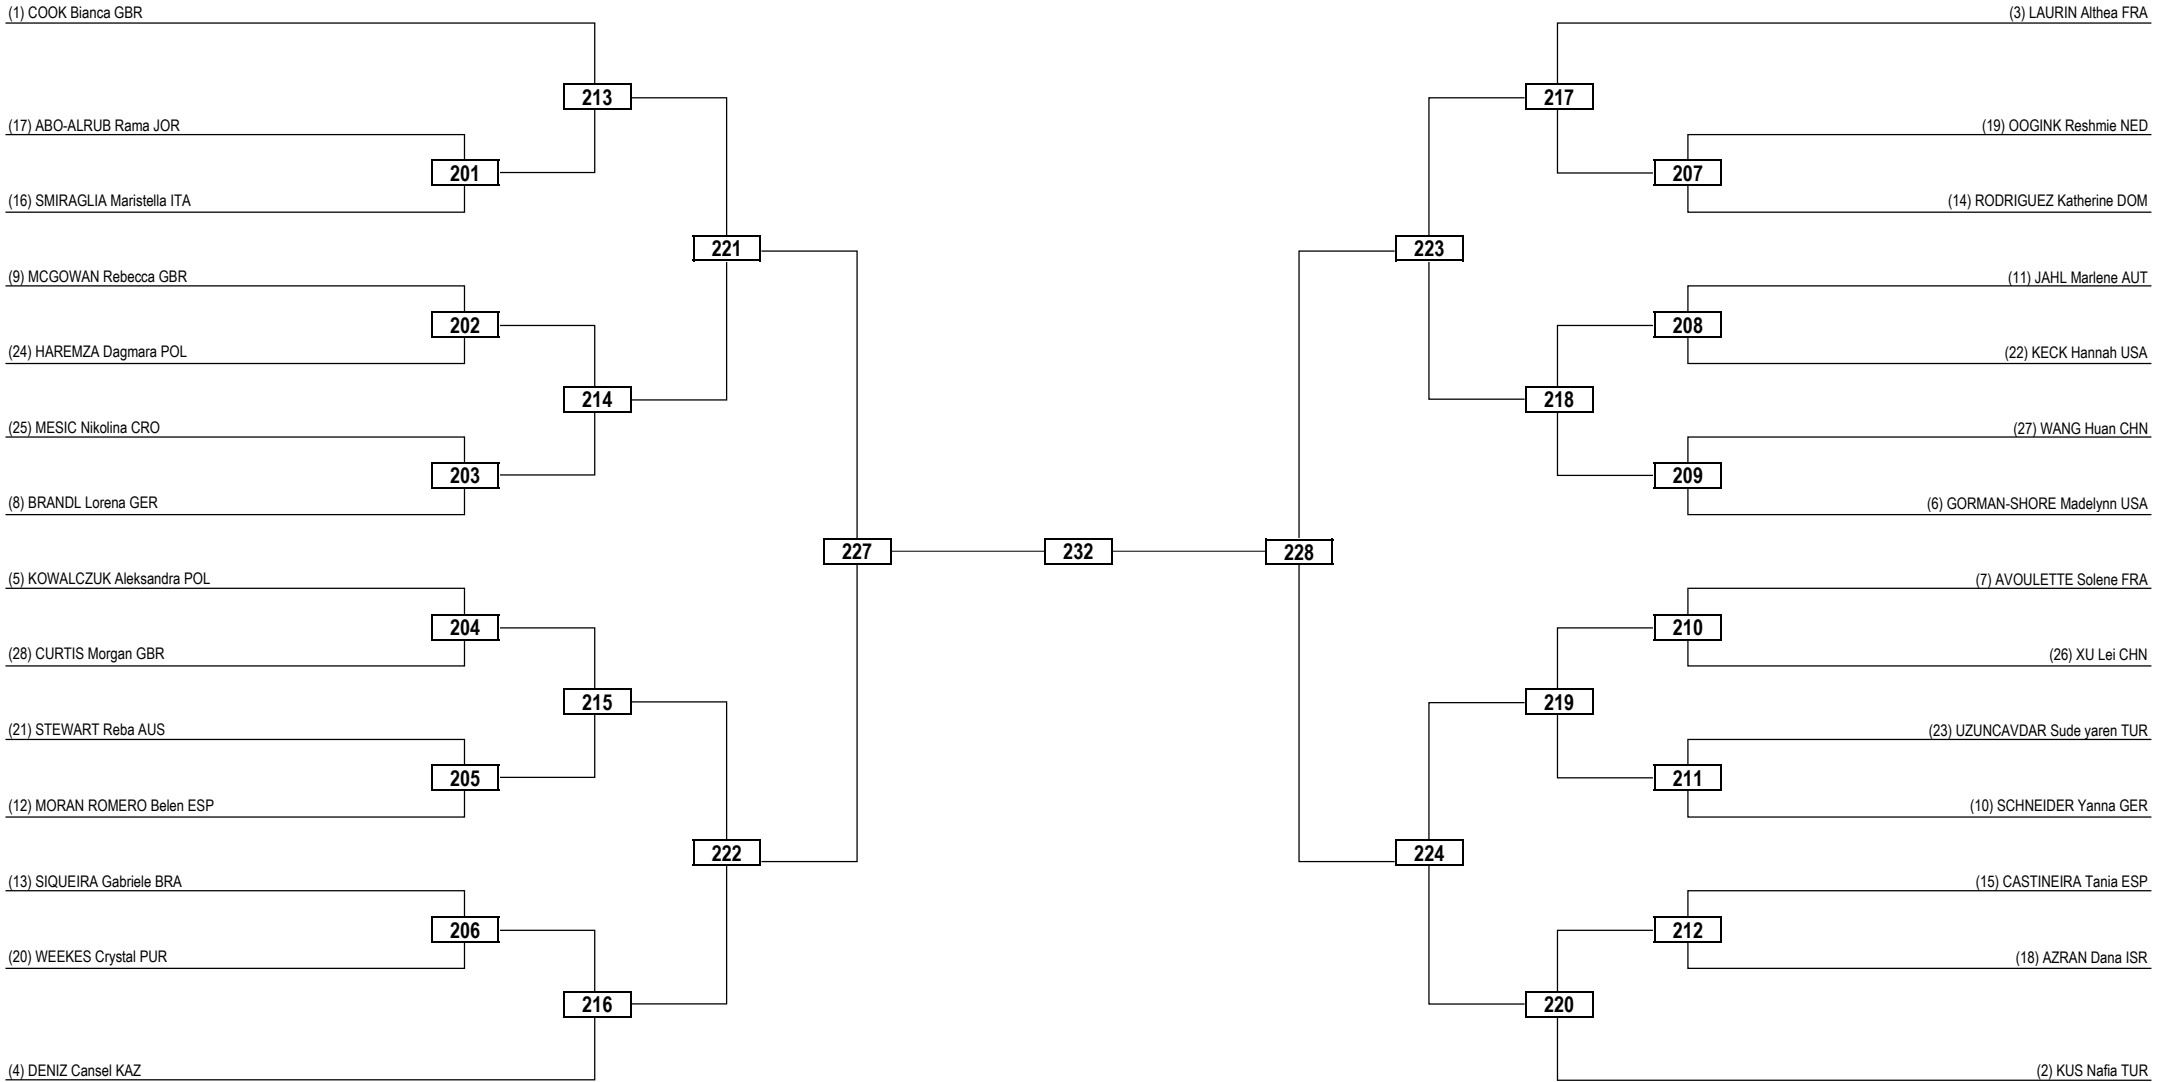 (1) COOK Bianca GBR
(3) LAURIN Althea FRA
213
217
(17) ABO-ALRUB Rama JOR
(19) OOGINK Reshmie NED
201
207
(16) SMIRAGLIA Maristella ITA
(14) RODRIGUEZ Katherine DOM
221
223
(9) MCGOWAN Rebecca GBR
(11) JAHL Marlene AUT
202
208
(24) HAREMZA Dagmara POL
(22) KECK Hannah USA
214
218
(25) MESIC Nikolina CRO
(27) WANG Huan CHN
203
209
(8) BRANDL Lorena GER
(6) GORMAN-SHORE Madelynn USA
227
232
228
(5) KOWALCZUK Aleksandra POL
(7) AVOULETTE Solene FRA
204
210
(28) CURTIS Morgan GBR
(26) XU Lei CHN
215
219
(21) STEWART Reba AUS
(23) UZUNCAVDAR Sude yaren TUR
205
211
(12) MORAN ROMERO Belen ESP
(10) SCHNEIDER Yanna GER
222
224
(13) SIQUEIRA Gabriele BRA
(15) CASTINEIRA Tania ESP
206
212
(20) WEEKES Crystal PUR
(18) AZRAN Dana ISR
216
220
(4) DENIZ Cansel KAZ
(2) KUS Nafia TUR